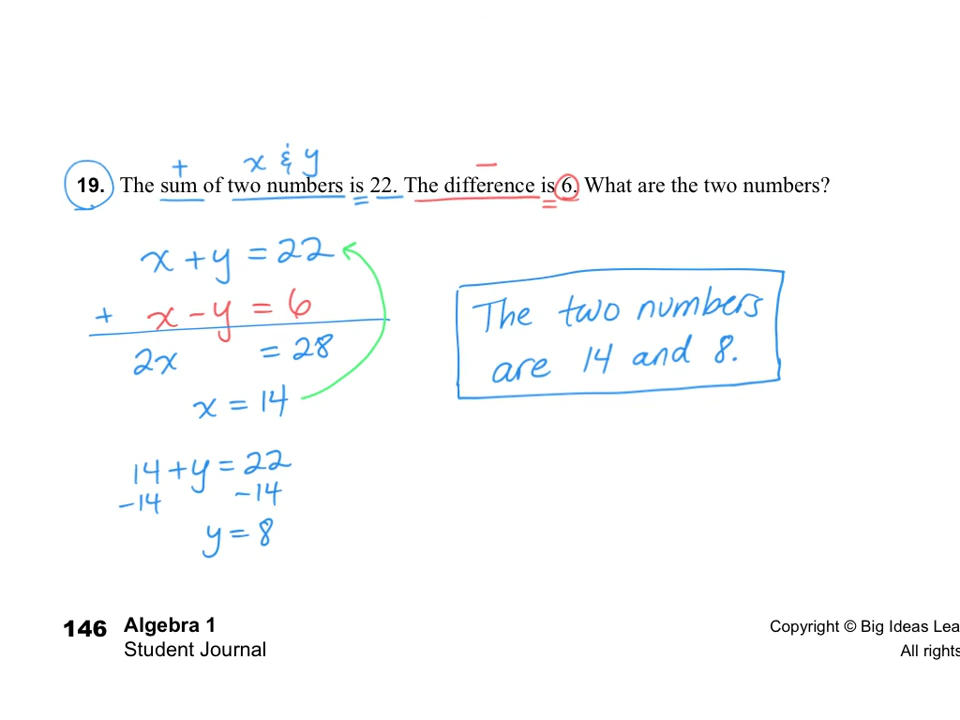 + x & y −
19. The sum of two numbers is 22. The difference is 6. What are the two numbers?
x + y = 22
+ x - y = 6
2x = 28
x = 14
14 + y = 22
-14 -14
y = 8
The two numbers
are 14 and 8.
146 Algebra 1
Student Journal
Copyright © Big Ideas Lea
All rights